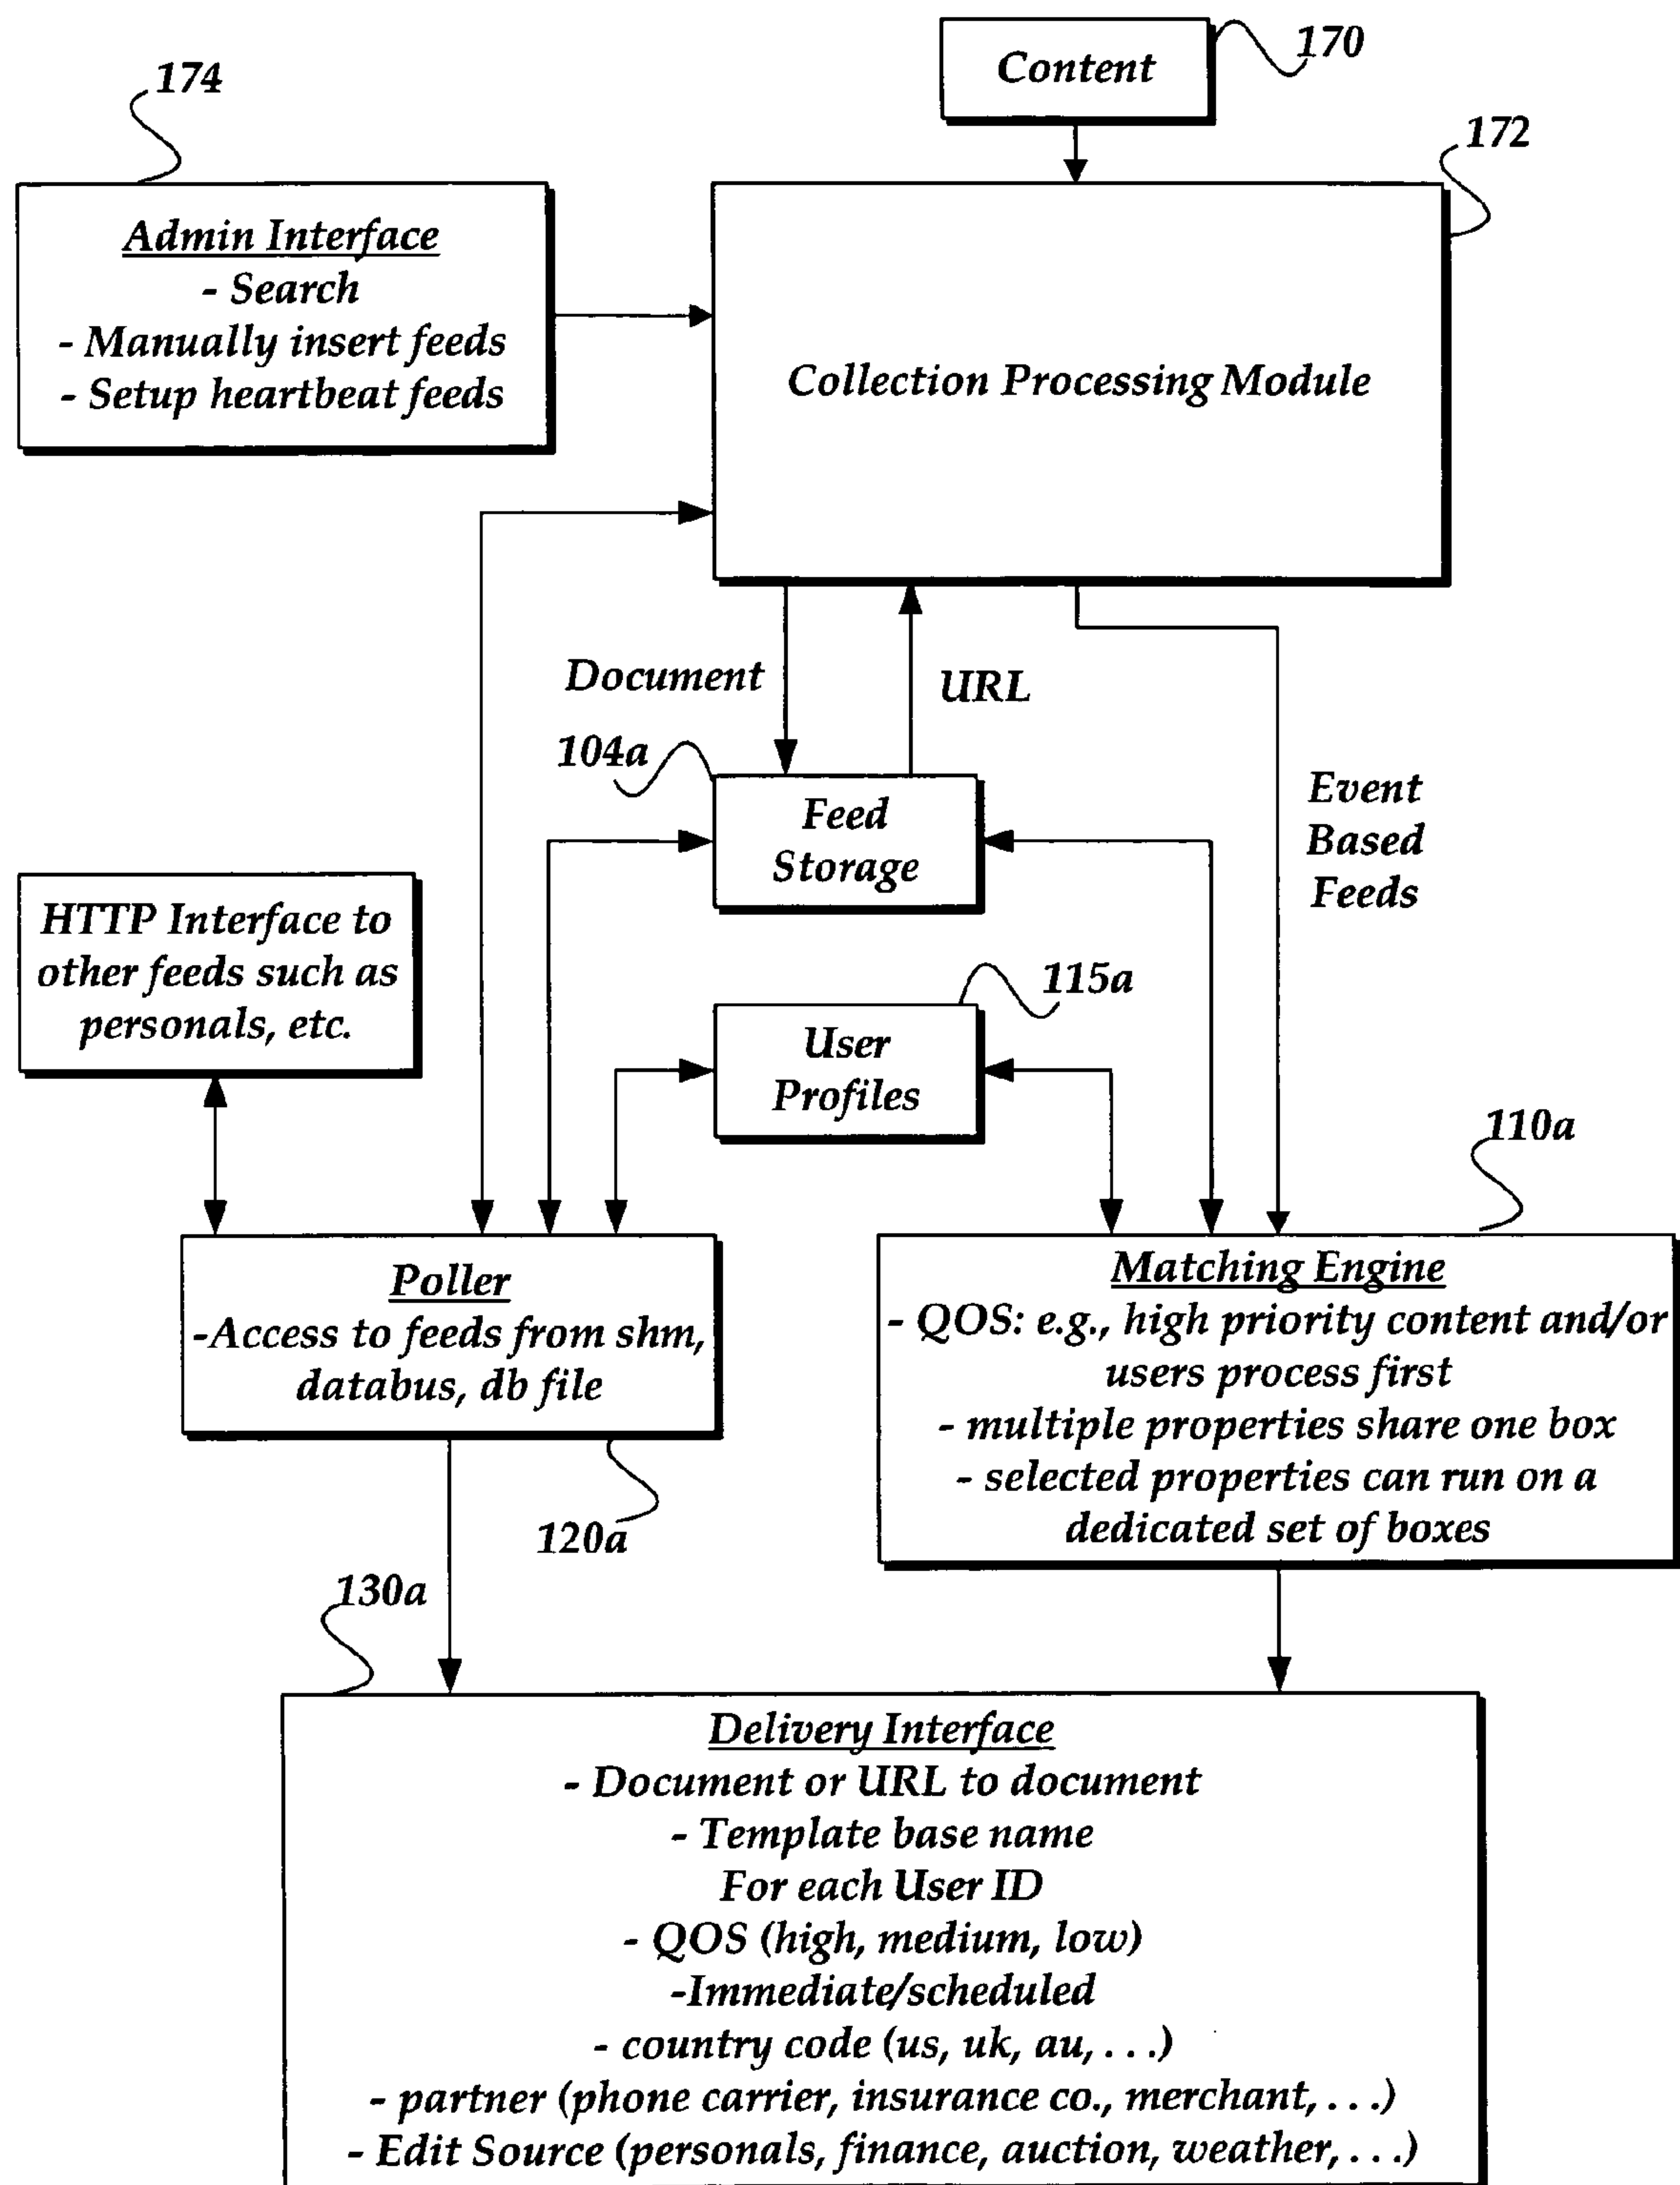 Content
170
174
172
Admin Interface
- Search
- Manually insert feeds
- Setup heartbeat feeds
Collection Processing Module
Document
URL
104a
Feed
Storage
Event
Based
Feeds
HTTP Interface to
other feeds such as
personals, etc.
115a
User
Profiles
110a
Poller
-Access to feeds from shm,
databus, db file
Matching Engine
- QOS: e.g., high priority content and/or
users process first
- multiple properties share one box
- selected properties can run on a
dedicated set of boxes
120a
130a
Delivery Interface
- Document or URL to document
- Template base name
For each User ID
- QOS (high, medium, low)
-Immediate/scheduled
- country code (us, uk, au, . . .)
- partner (phone carrier, insurance co., merchant, . . .)
- Edit Source (personals, finance, auction, weather, . . .)